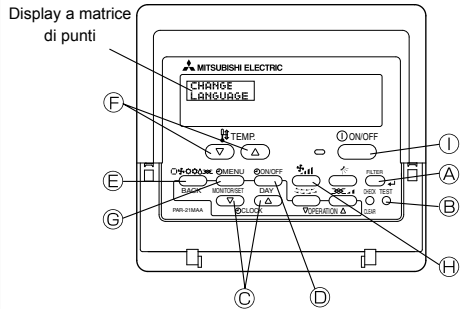 Display a matrice
di punti
MITSUBISHI ELECTRIC
CHANGE
LANGUAGE
F
TEMP.
ON/OFF
I
E
MENU
ON/OFF
FILTER
A
BACK
MONITOR/SET
DAY
CHECK TEST
G
PAR-21MAA
CLOCK
OPERATION
CLEAR
B
C
D
H